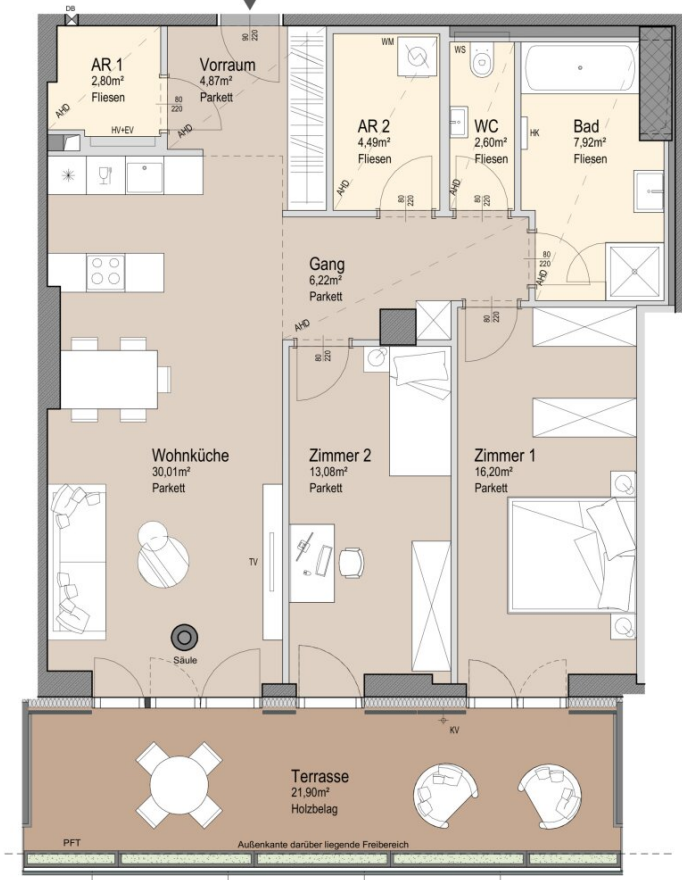 DB
90
220
AR 1
2,80m²
Fliesen
AHD
HV+EV
80
220
Vorraum
4,87m²
Parkett
AHD
WM
AR 2
4,49m²
Fliesen
AHD
80
220
WS
WC
2,60m²
Fliesen
AHD
80
220
HK
Bad
7,92m²
Fliesen
80
220
AHD
Gang
6,22m²
Parkett
AHD
80
220
80
220
Wohnküche
30,01m²
Parkett
TV
Säule
Zimmer 2
13,08m²
Parkett
Zimmer 1
16,20m²
Parkett
KV
Terrasse
21,90m²
Holzbelag
PFT
Außenkante darüber liegende Freibereich